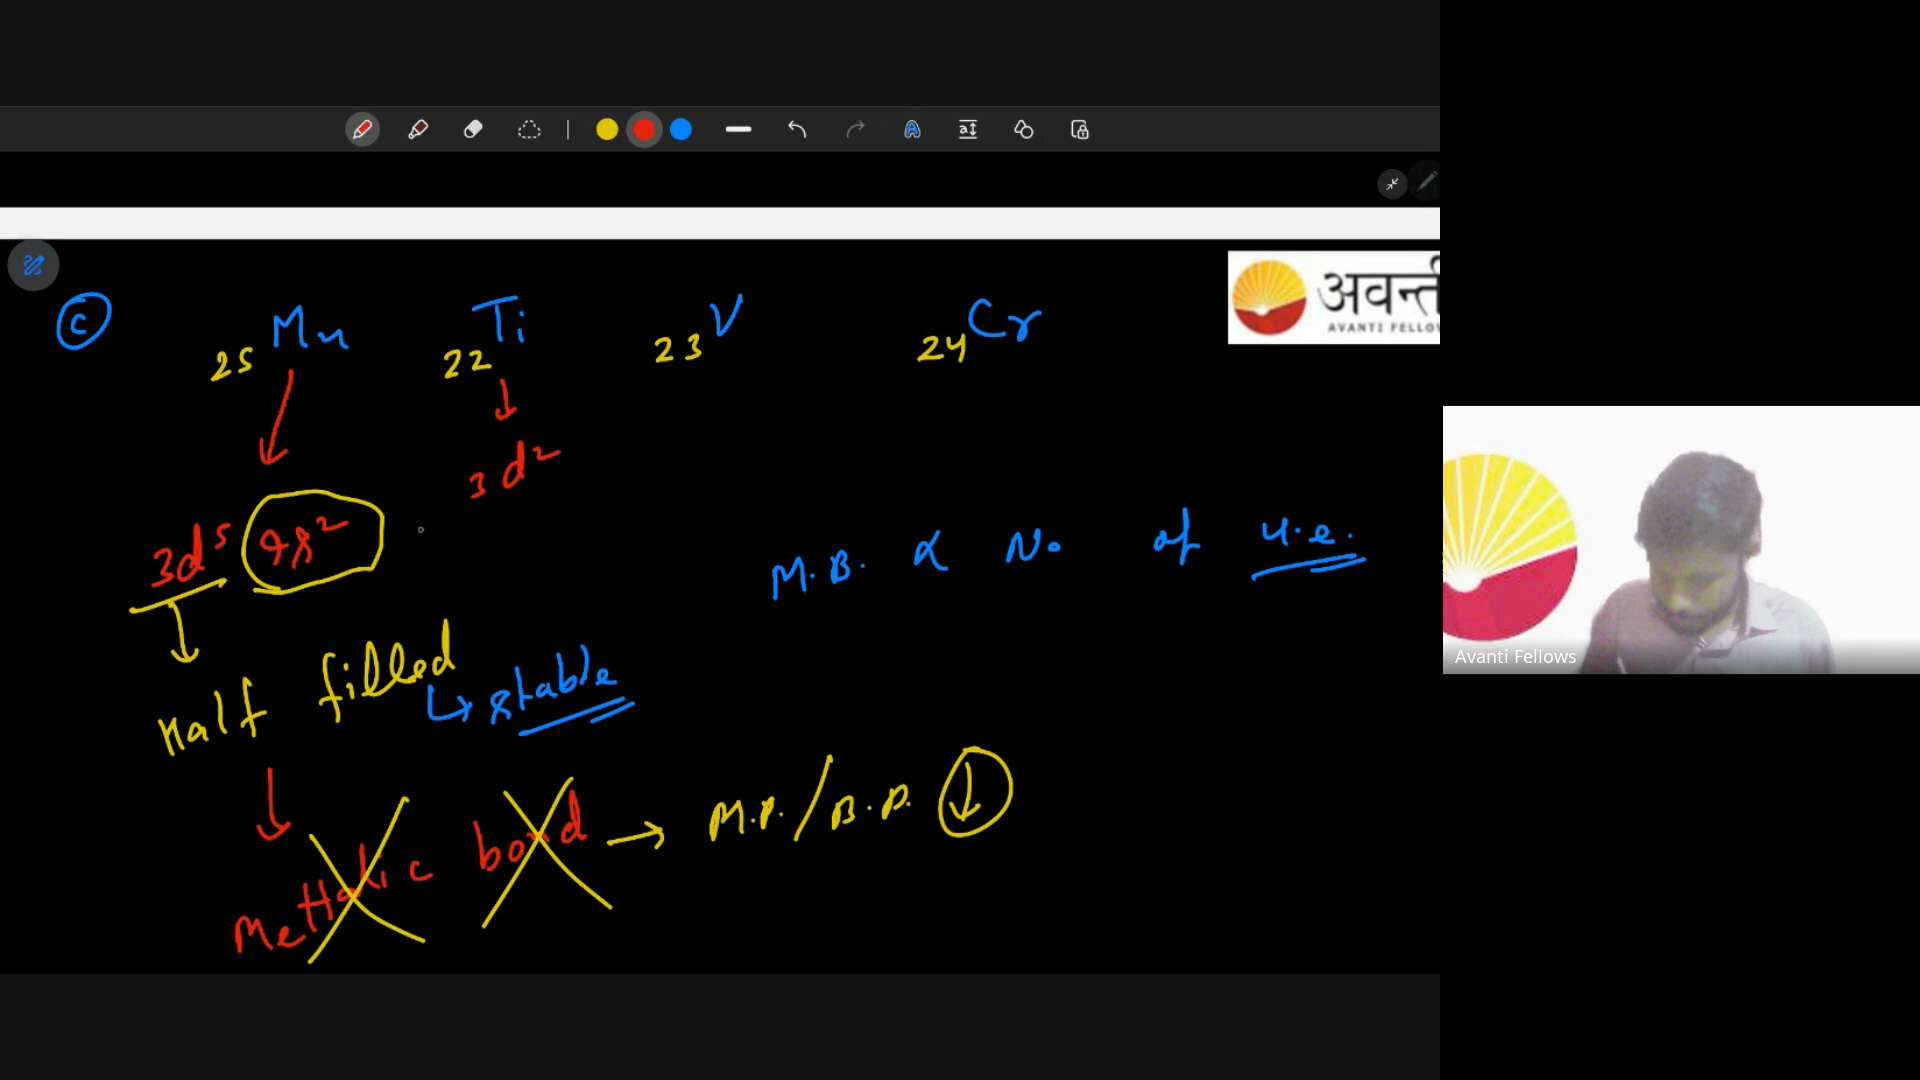 अवन्त
AVANTI FELLO
© 25Mn 22Ti 23V 24Cr
3d²
3d⁵ 4s²
M.B. ∝ No of u.e.
Half filled
↳ stable
Mettalic bond → M.P./B.P. ↓
Avanti Fellows